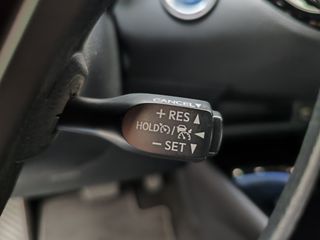 CANCEL▼
+RES▲
HOLD / ◀
−SET▼